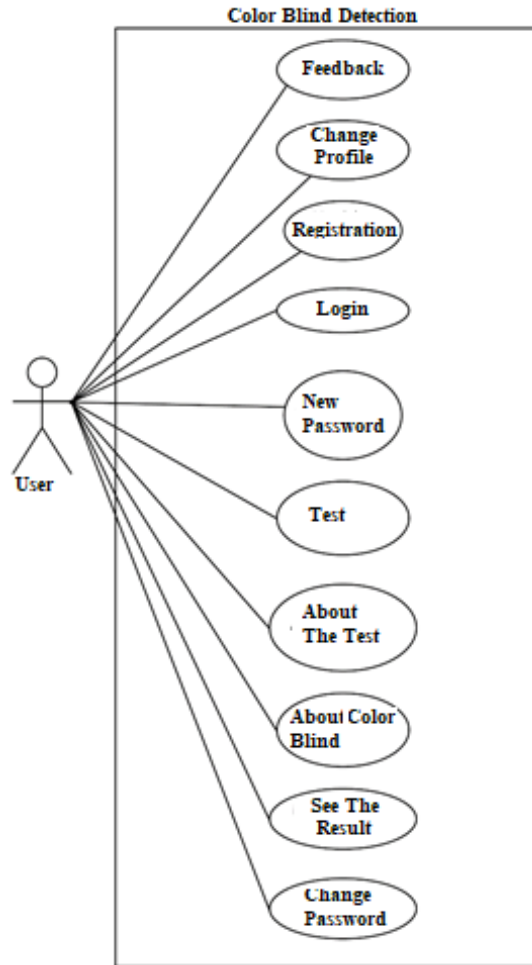 Color Blind Detection
Feedback
Change
Profile
Registration
Login
New
Password
User
Test
About
The Test
About Color
Blind
See The
Result
Change
Password